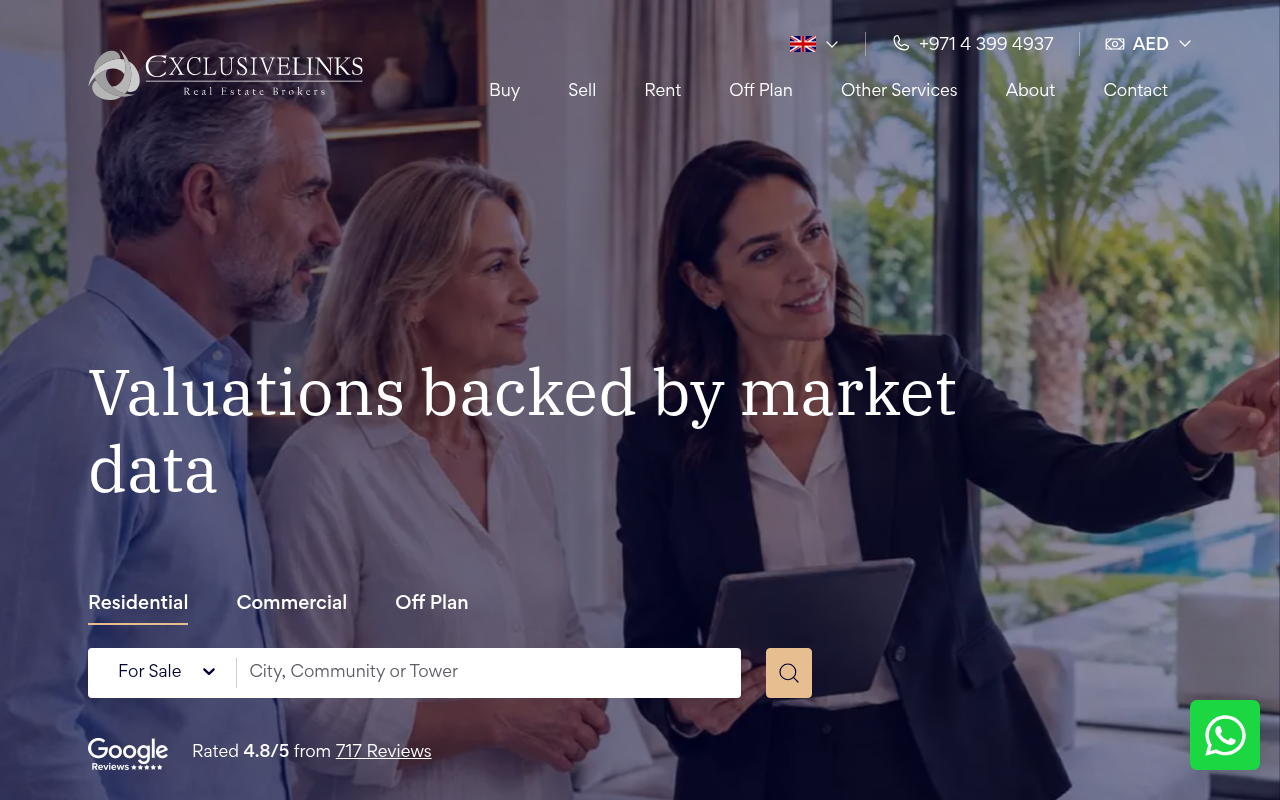 +971 4 399 4937
AED
EXCLUSIVELINKS
Real Estate Brokers
Buy
Sell
Rent
Off Plan
Other Services
About
Contact
Valuations backed by market
data
Residential
Commercial
Off Plan
For Sale
City, Community or Tower
Google
Reviews
Rated 4.8/5 from 717 Reviews